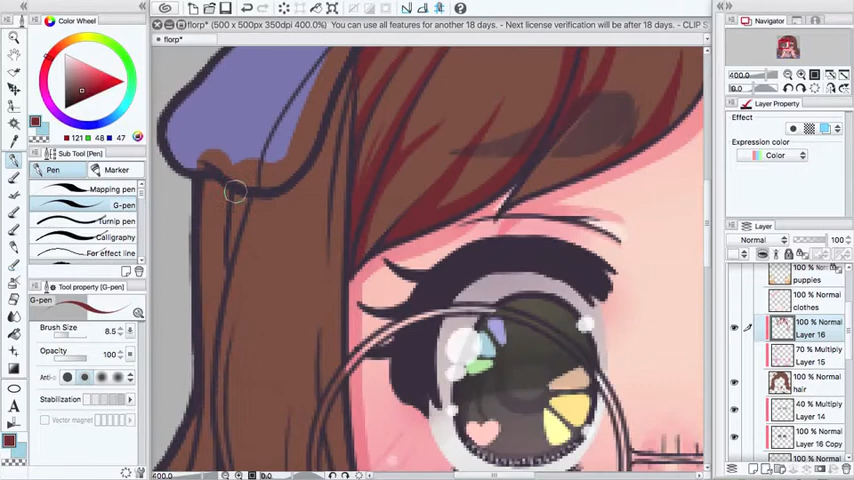 florp* (500 x 500px 350dpi 400.0%) You can use all features for another 18 days. Next license verification will be after 18 days. - CLIP S
florp*
Color Wheel
121 48 47
Sub Tool [Pen]
Pen Marker
Mapping pen
G-pen
Turnip pen
Calligraphy
For effect line
Tool property [G-pen]
G-pen
Brush Size 8.5
Opacity 100
Anti-
Stabilization
Vector magnet
400.0 0.0
Navigator
400.0
0.0
Layer Property
Effect
Expression color
Color
Layer
Normal 100
100 % Normal
puppies
100 % Normal
clothes
100 % Normal
Layer 16
70 % Multiply
Layer 15
100 % Normal
hair
40 % Multiply
Layer 14
100 % Normal
Layer 16 Copy
100 % Normal